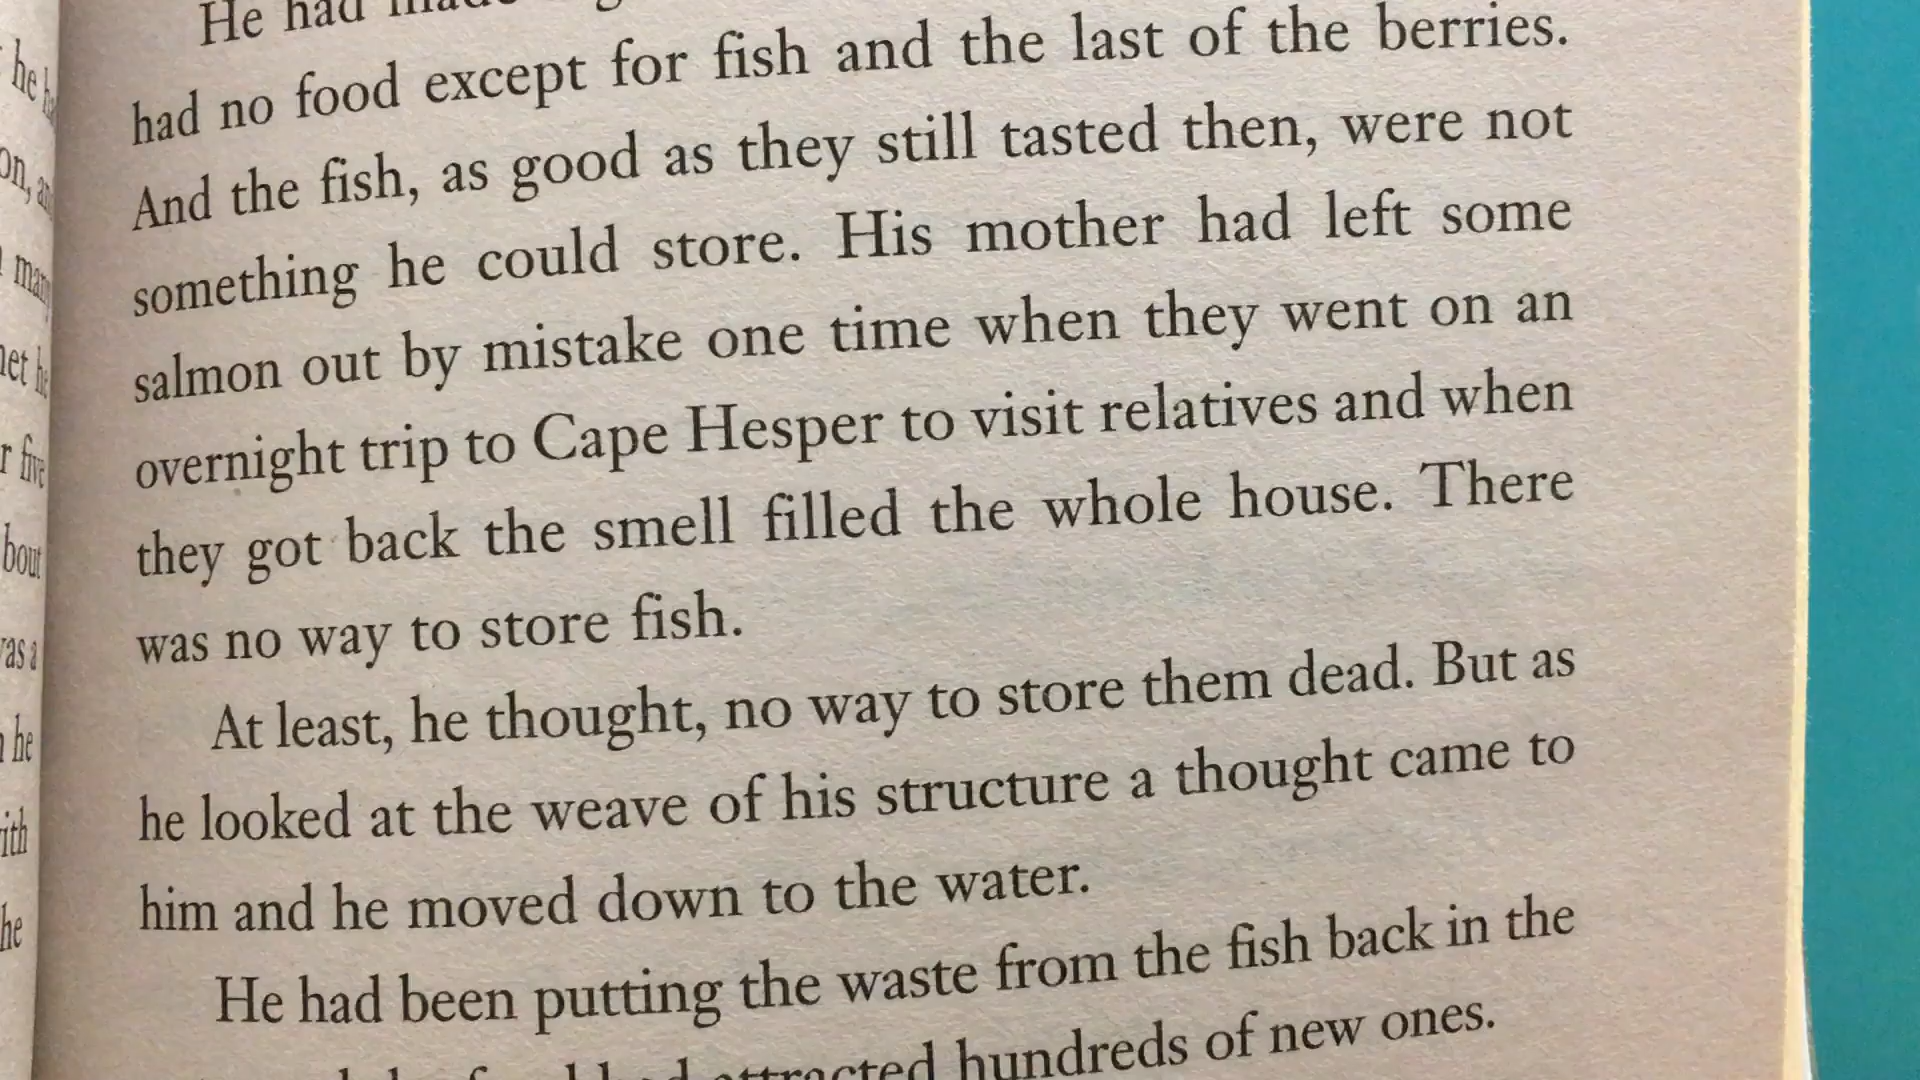 He had
had no food except for fish and the last of the berries.
And the fish, as good as they still tasted then, were not
something he could store. His mother had left some
salmon out by mistake one time when they went on an
overnight trip to Cape Hesper to visit relatives and when
they got back the smell filled the whole house. There
was no way to store fish.
At least, he thought, no way to store them dead. But as
he looked at the weave of his structure a thought came to
him and he moved down to the water.
He had been putting the waste from the fish back in the
attracted hundreds of new ones.